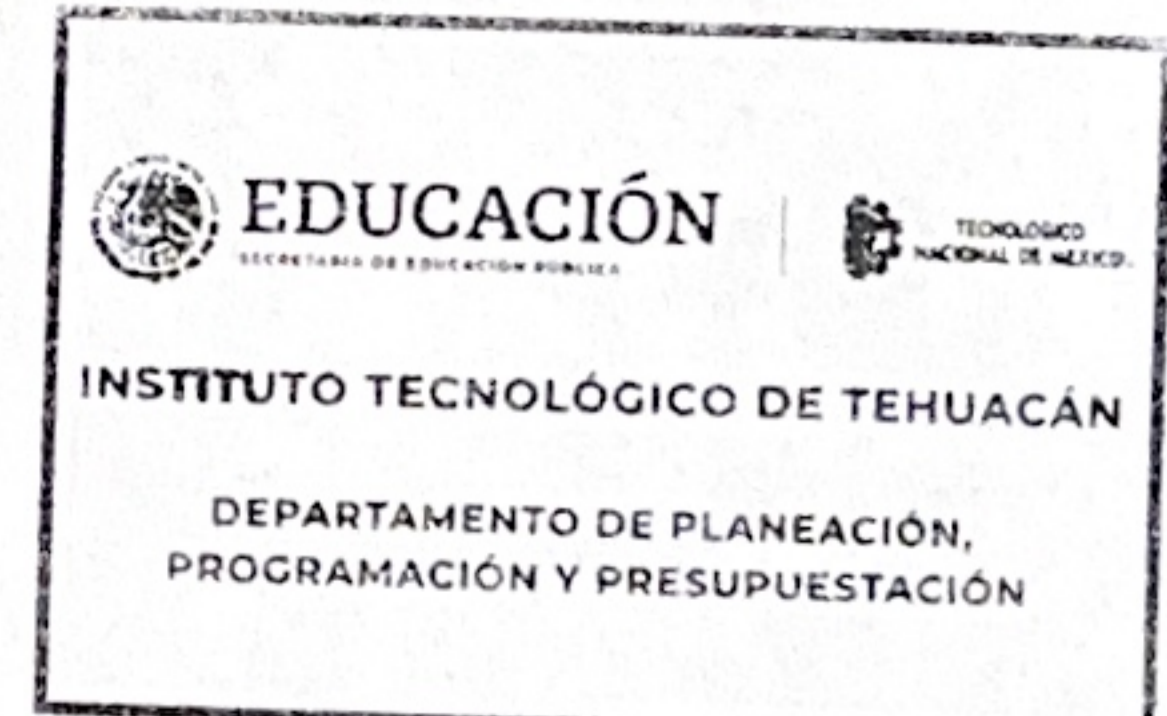 EDUCACIÓN
SECRETARÍA DE EDUCACIÓN PÚBLICA
TECNOLÓGICO
NACIONAL DE MÉXICO.
INSTITUTO TECNOLÓGICO DE TEHUACÁN
DEPARTAMENTO DE PLANEACIÓN,
PROGRAMACIÓN Y PRESUPUESTACIÓN